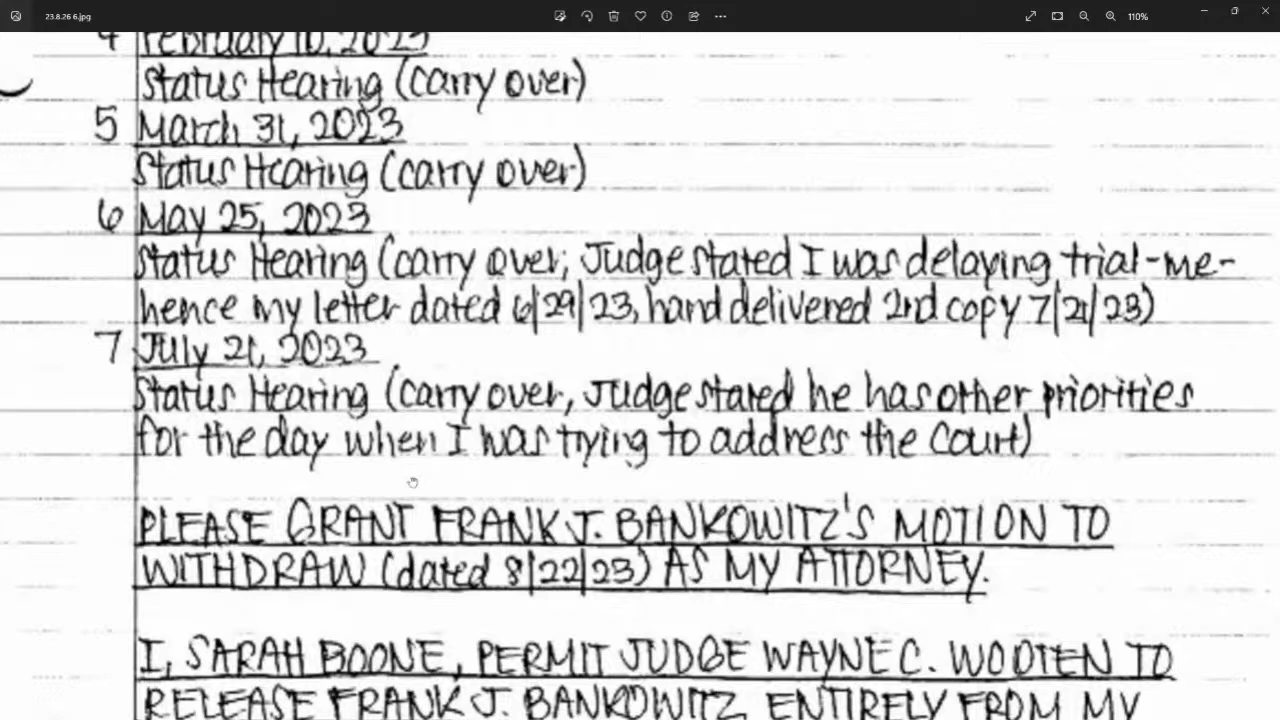 23.8.26 6.jpg
110%
4 February 10, 2023
Status Hearing (carry over)
5 March 31, 2023
Status Hearing (carry over)
6 May 25, 2023
Status Hearing (carry over; Judge stated I was delaying trial-me-
hence my letter dated 6/29/23, hand delivered 2nd copy 7/21/23)
7 July 21, 2023
Status Hearing (carry over, Judge stated he has other priorities
for the day when I was trying to address the court)
PLEASE GRANT FRANK J. BANKOWITZ'S MOTION TO
WITHDRAW (dated 8/22/23) AS MY ATTORNEY.
I, SARAH BOONE, PERMIT JUDGE WAYNE C. WOOTEN TO
RELEASE FRANK J. BANKOWITZ ENTIRELY FROM MY